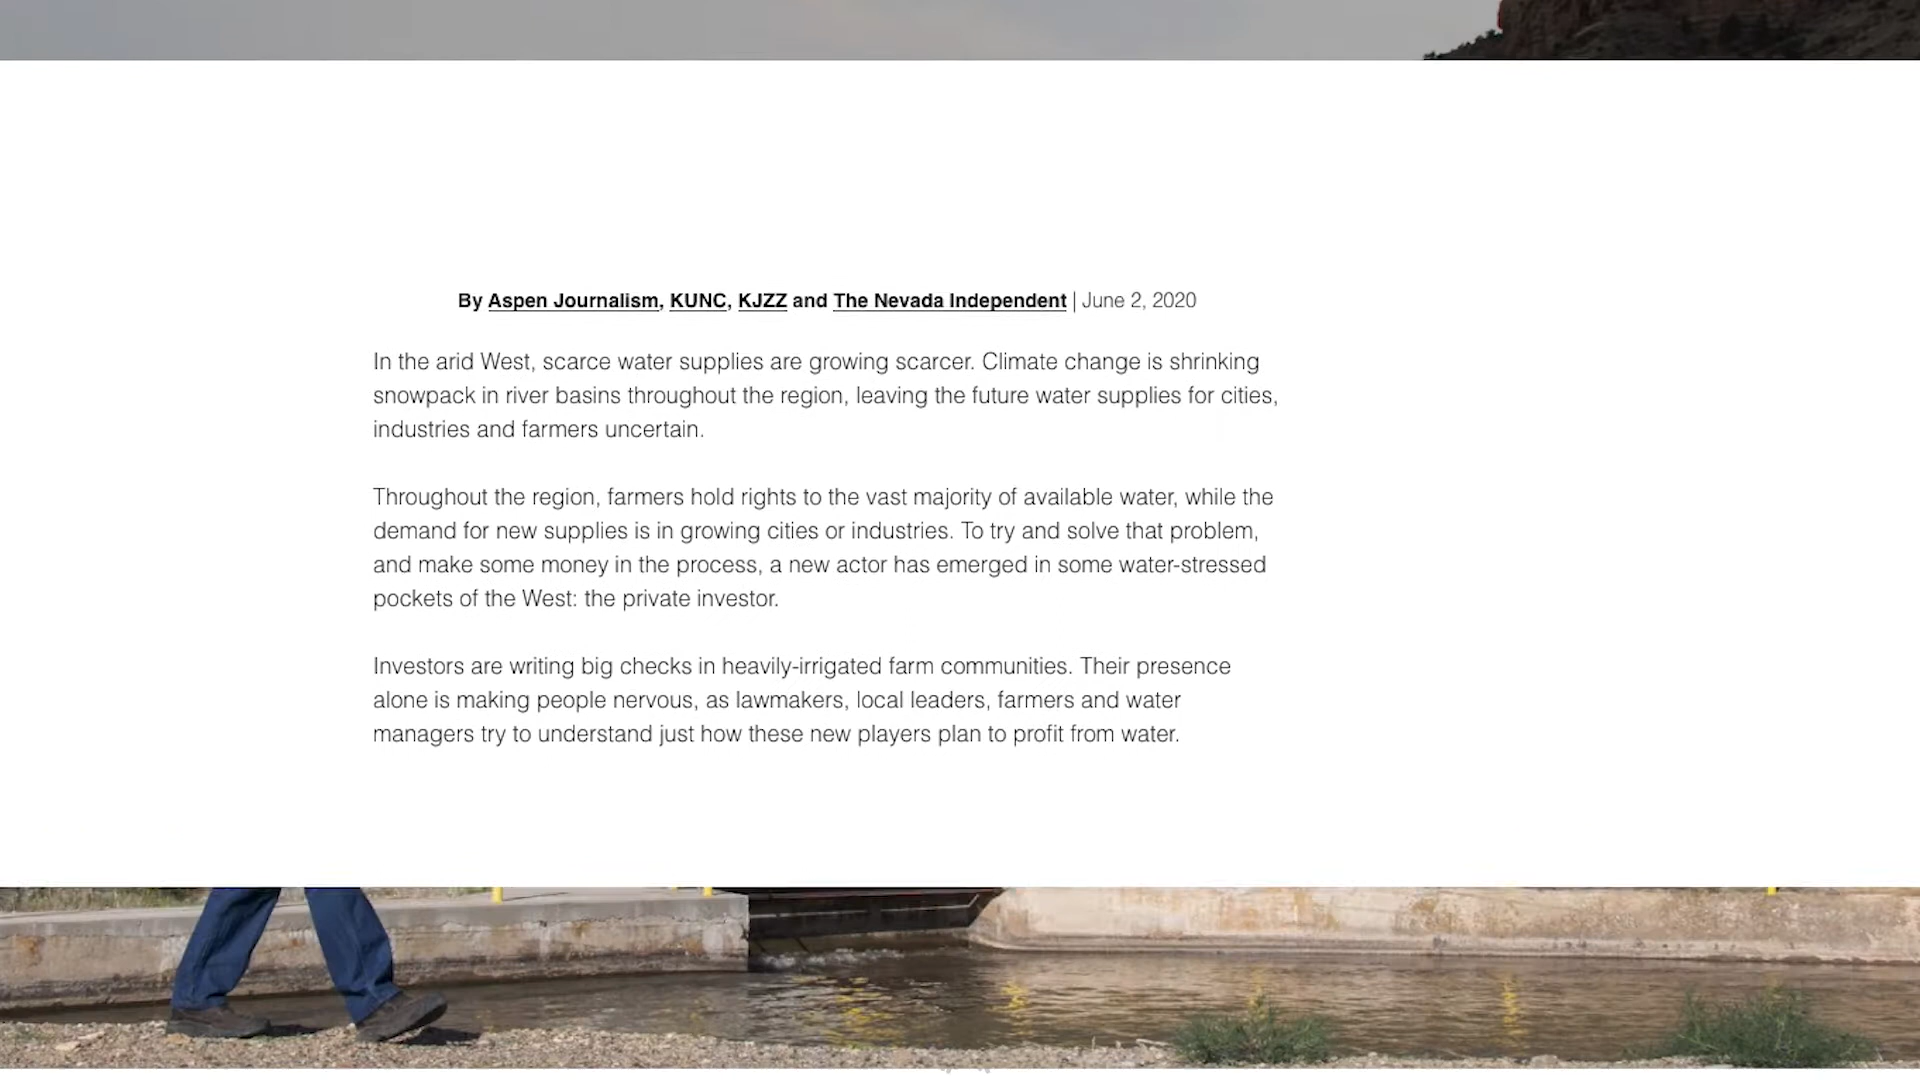 By Aspen Journalism, KUNC, KJZZ and The Nevada Independent | June 2, 2020
In the arid West, scarce water supplies are growing scarcer. Climate change is shrinking
snowpack in river basins throughout the region, leaving the future water supplies for cities,
industries and farmers uncertain.
Throughout the region, farmers hold rights to the vast majority of available water, while the
demand for new supplies is in growing cities or industries. To try and solve that problem,
and make some money in the process, a new actor has emerged in some water-stressed
pockets of the West: the private investor.
Investors are writing big checks in heavily-irrigated farm communities. Their presence
alone is making people nervous, as lawmakers, local leaders, farmers and water
managers try to understand just how these new players plan to profit from water.